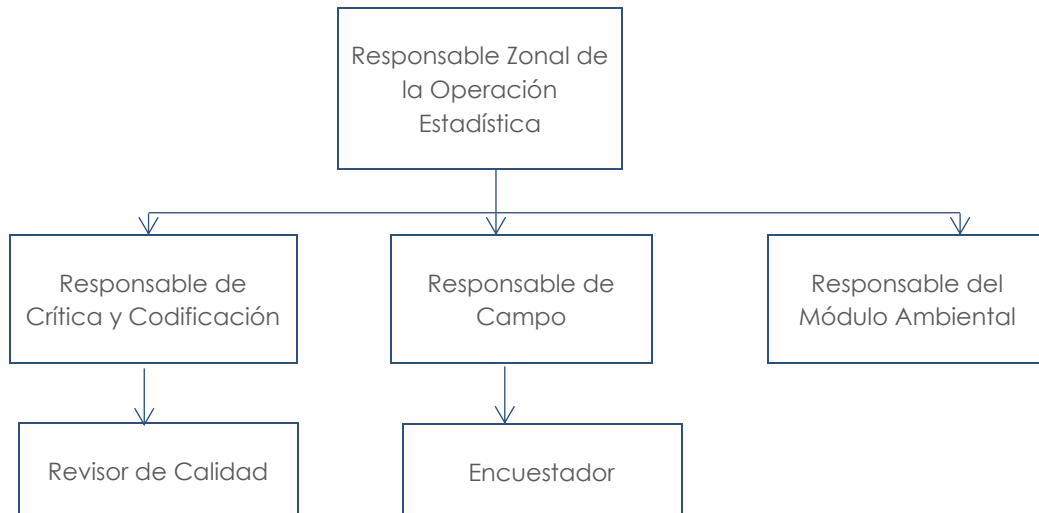 Responsable Zonal de
la Operación
Estadística
Responsable de
Crítica y Codificación
Responsable de
Campo
Responsable del
Módulo Ambiental
Revisor de Calidad
Encuestador